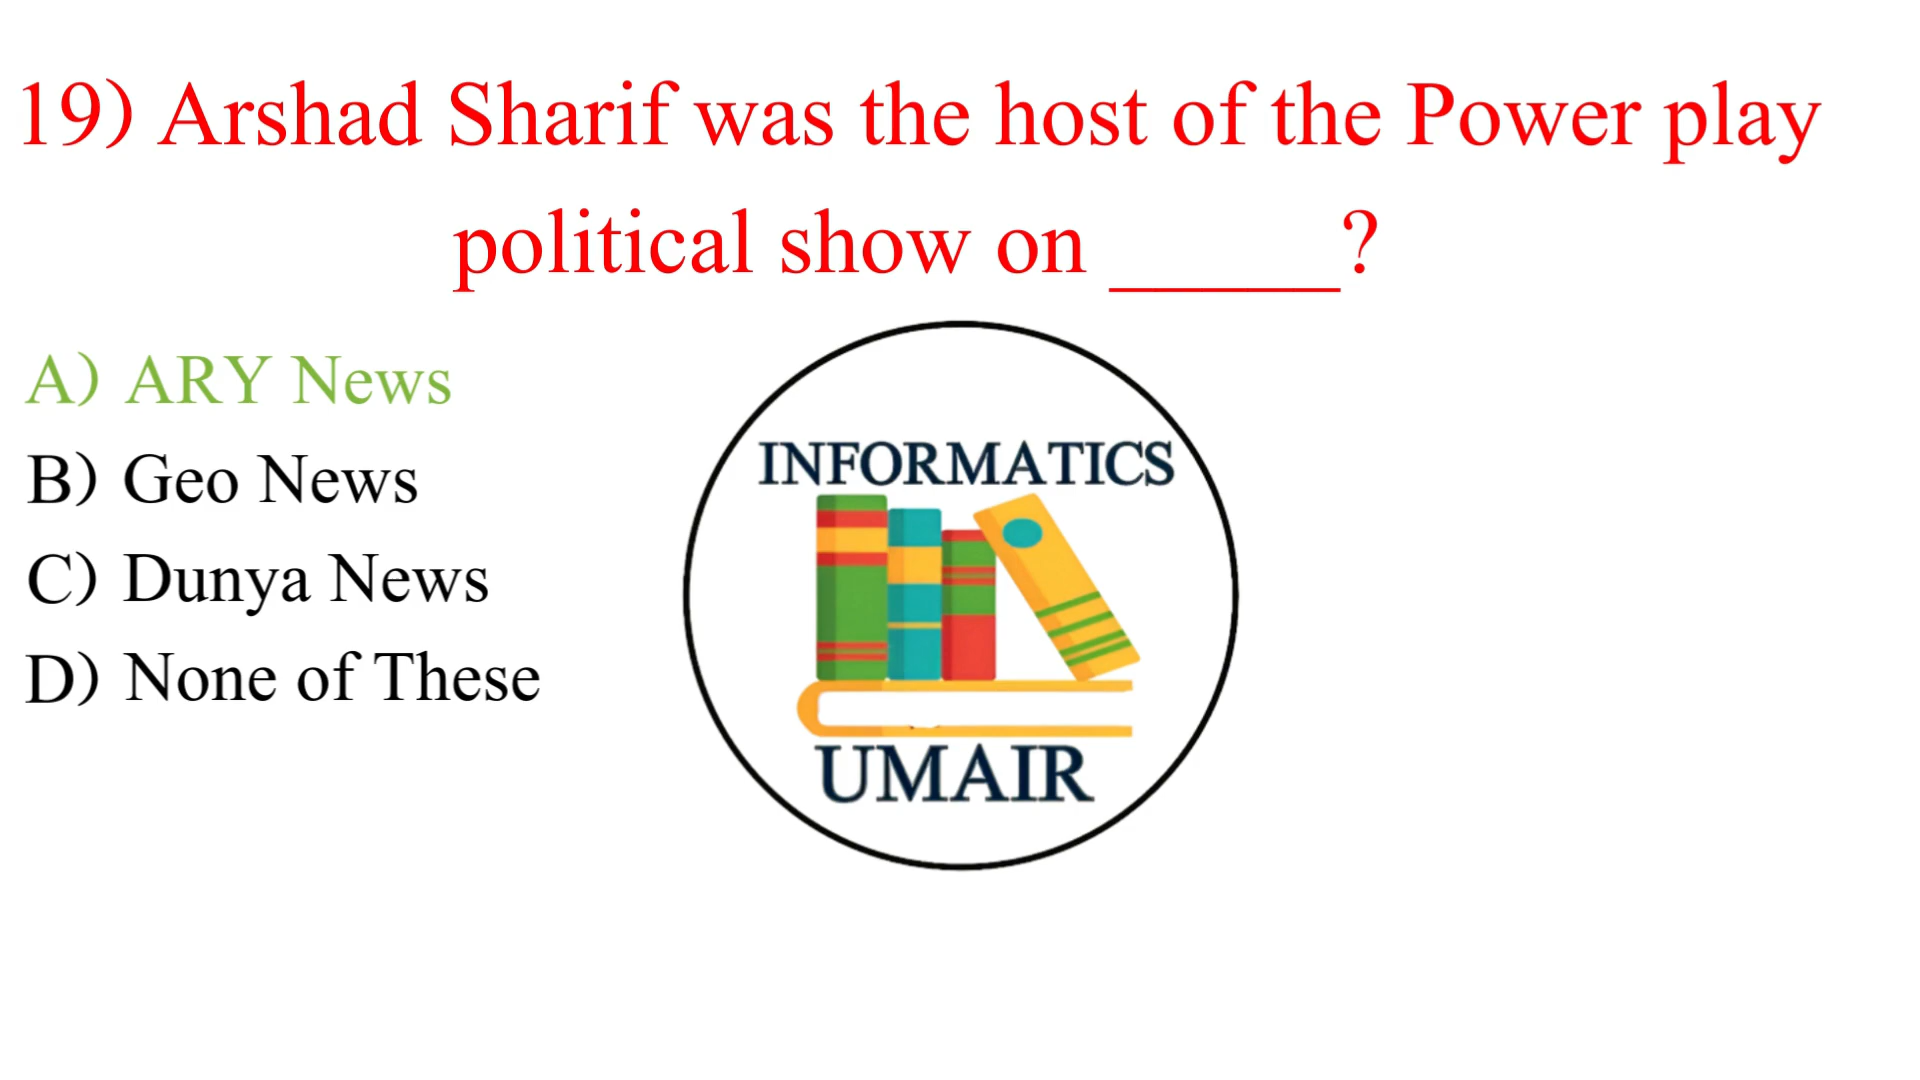 19) Arshad Sharif was the host of the Power play
political show on _____?
A) ARY News
B) Geo News
C) Dunya News
D) None of These
INFORMATICS
UMAIR